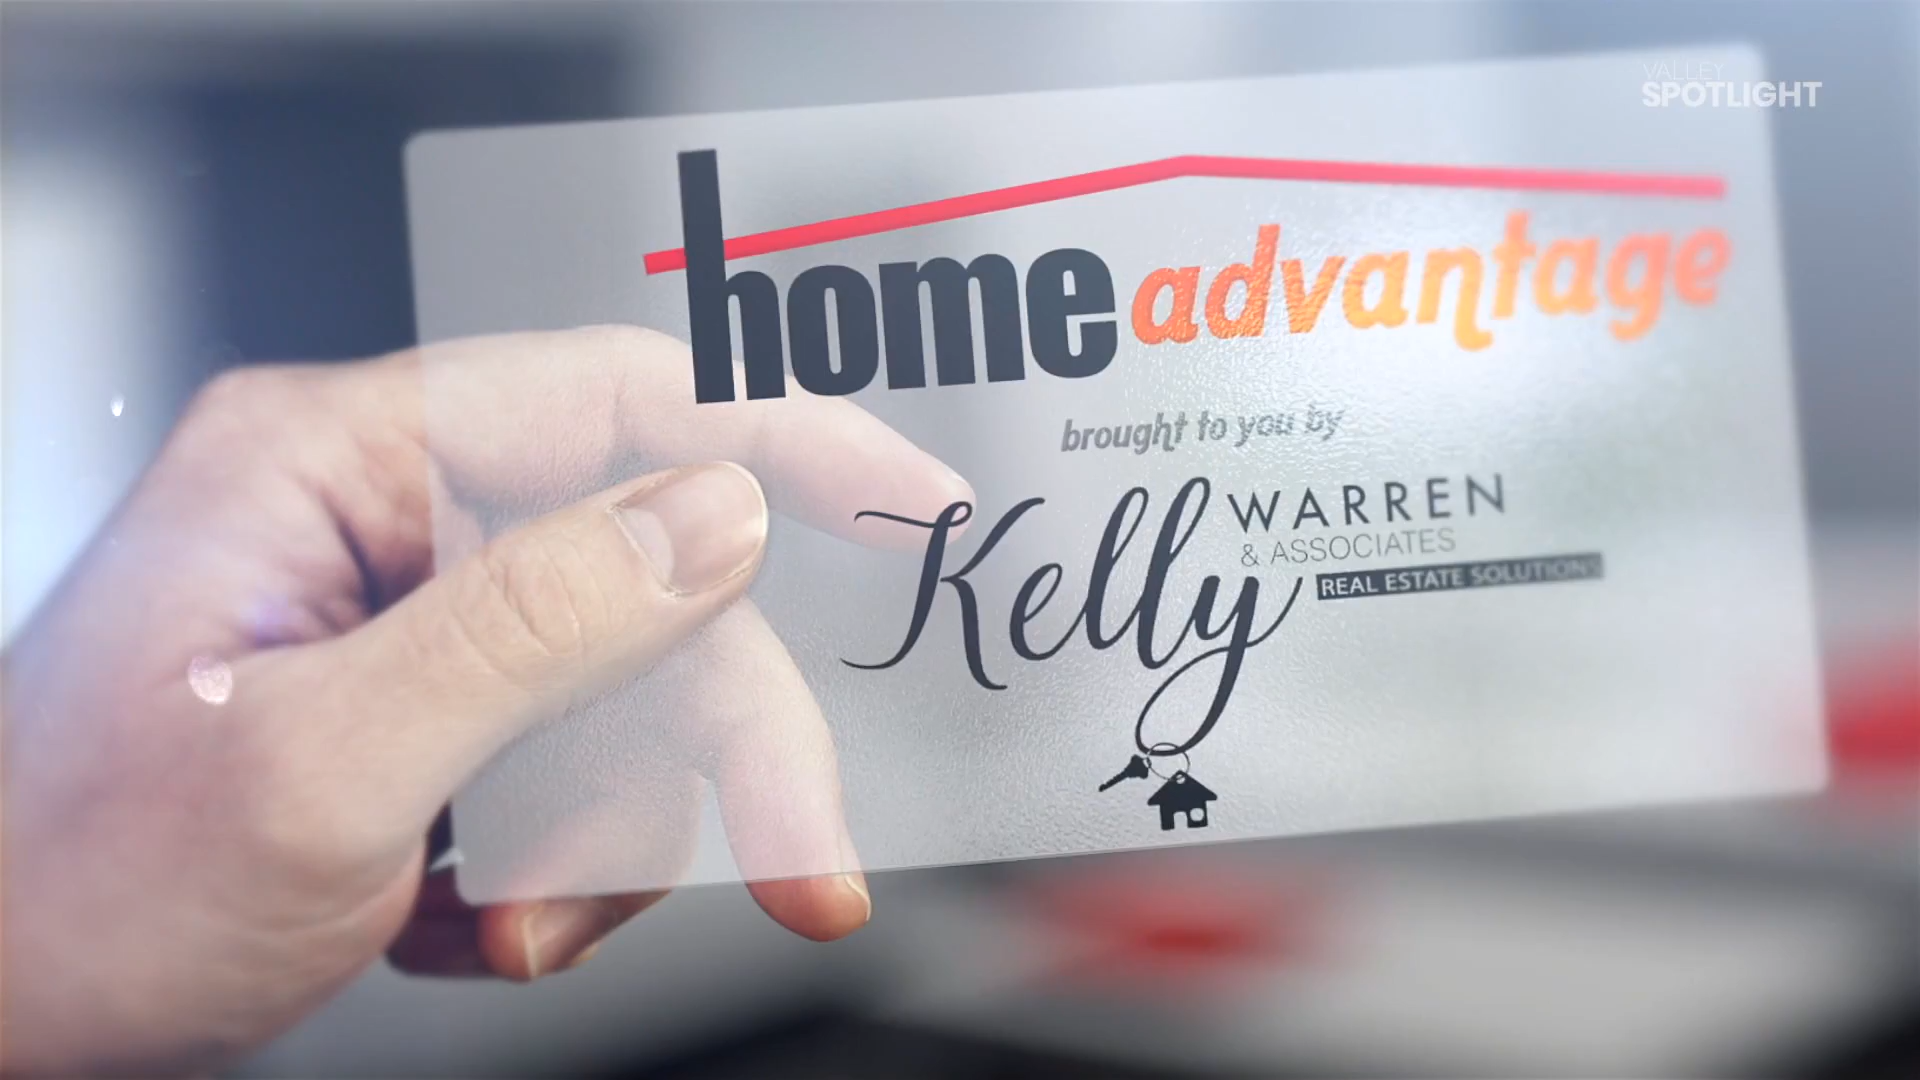 VALLEY
SPOTLIGHT
home advantage
brought to you by
Kelly WARREN
& ASSOCIATES
REAL ESTATE SOLUTIONS